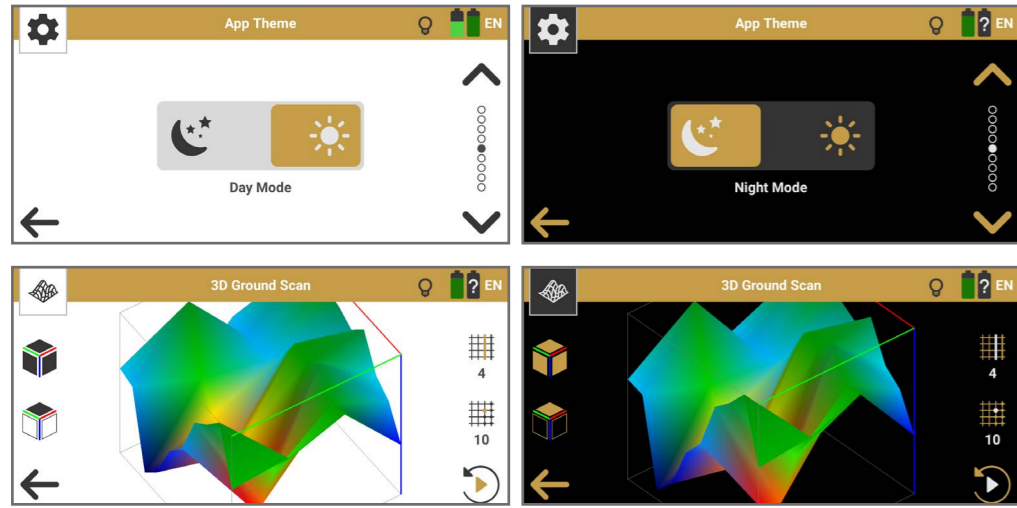 App Theme
EN
Day Mode
App Theme
? EN
Night Mode
3D Ground Scan
? EN
4
10
3D Ground Scan
? EN
4
10